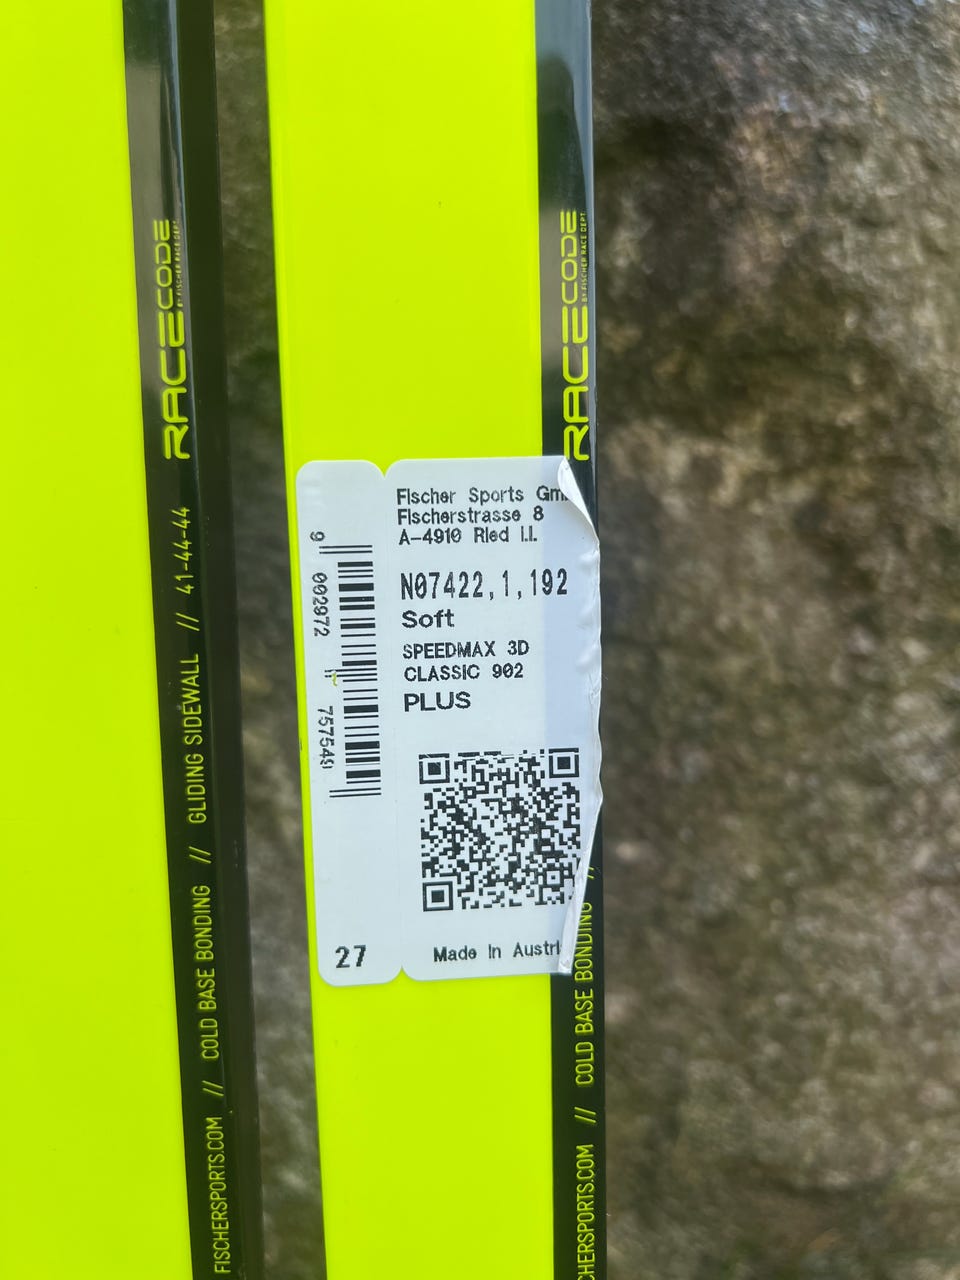 RACECODE
BY FISCHER RACE DEPT.
41-44-44
//
GLIDING SIDEWALL
//
COLD BASE BONDING
//
FISCHERSPORTS.COM
9 002972 757549
27
Fischer Sports Gm
Fischerstrasse 8
A-4910 Ried I.I.
N07422,1,192
Soft
SPEEDMAX 3D
CLASSIC 902
PLUS
Made in Austri
RACECODE
BY FISCHER RACE DEPT.
//
COLD BASE BONDING
//
CHERSPORTS.COM